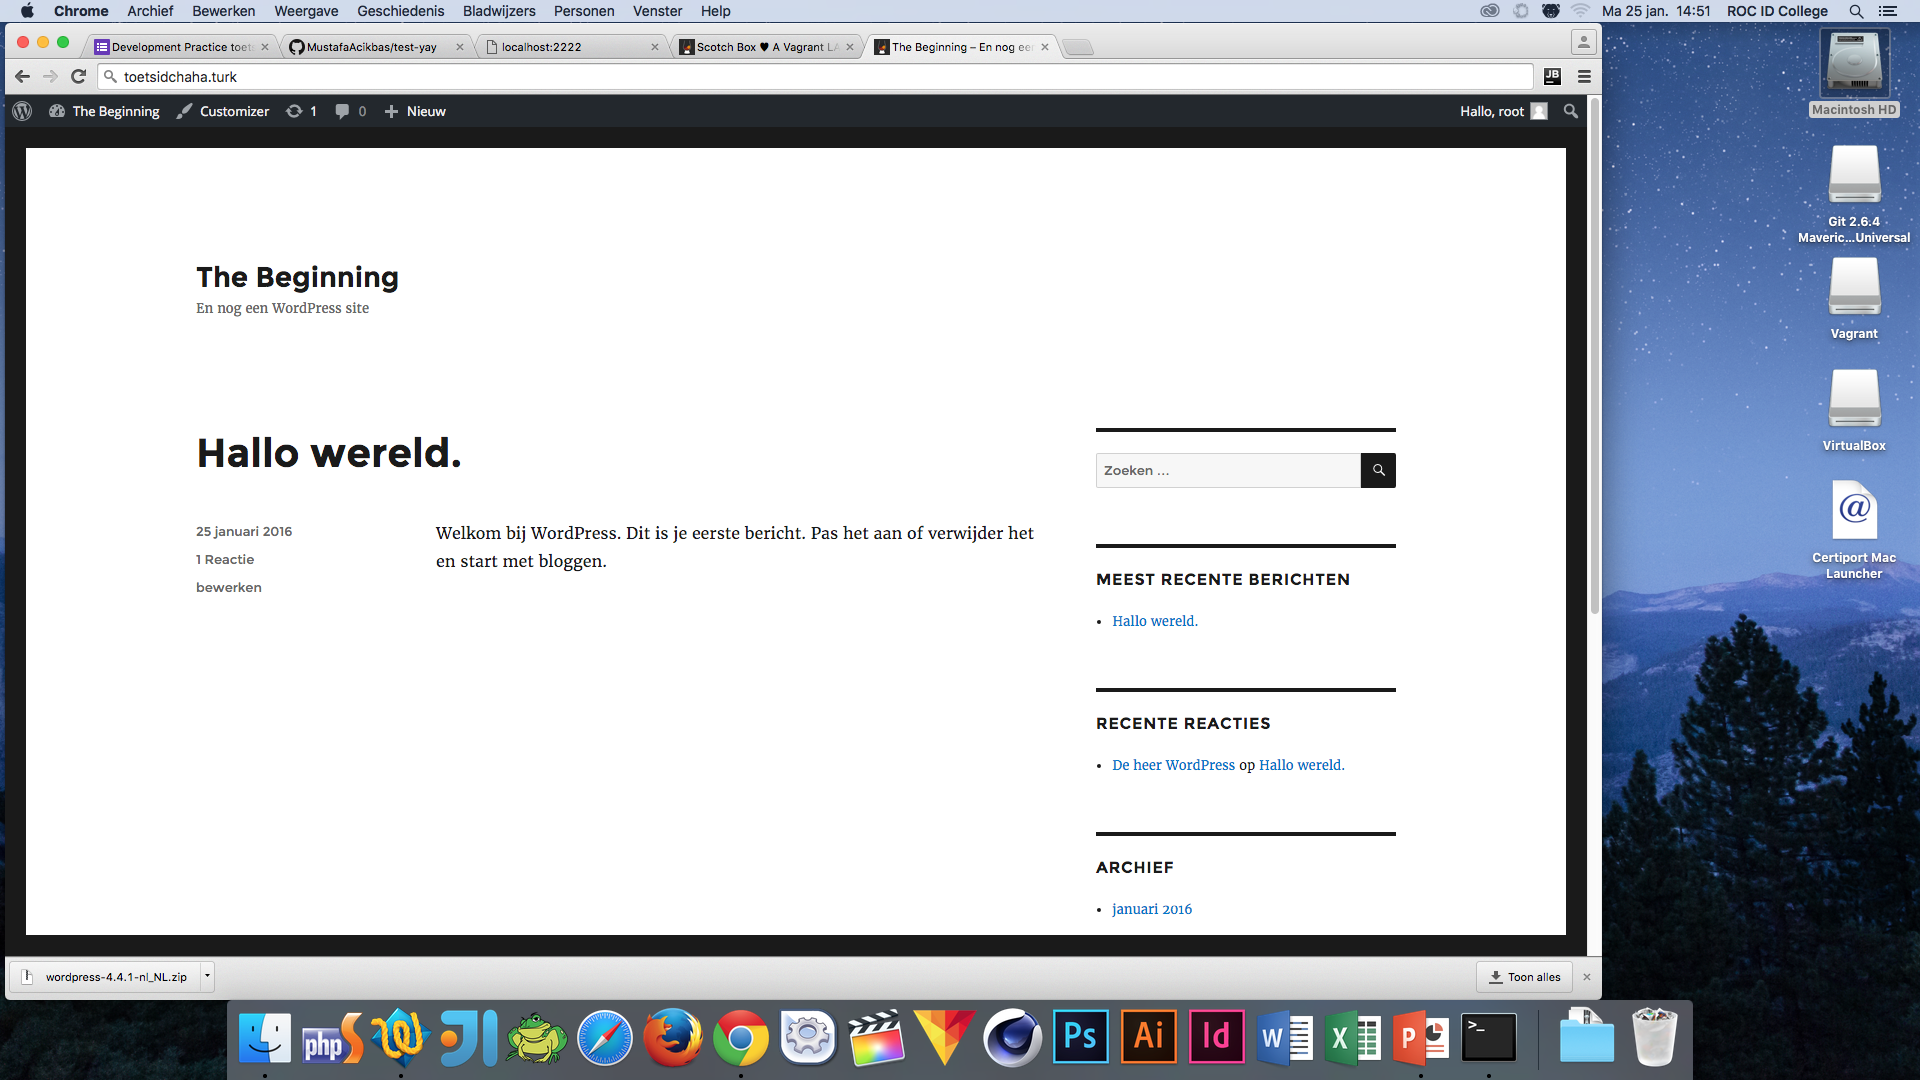 Chrome Archief Bewerken Weergave Geschiedenis Bladwijzers Personen Venster Help Ma 25 jan. 14:51 ROC ID College
Development Practice toets MustafaAcikbas/test-yay localhost:2222 Scotch Box ♥ A Vagrant LA The Beginning – En nog ee
toetsidchaha.turk
JB
The Beginning Customizer 1 0 + Nieuw Hallo, root
The Beginning
En nog een WordPress site
Hallo wereld.
25 januari 2016
1 Reactie
bewerken
Welkom bij WordPress. Dit is je eerste bericht. Pas het aan of verwijder het
en start met bloggen.
Zoeken ...
MEEST RECENTE BERICHTEN
• Hallo wereld.
RECENTE REACTIES
• De heer WordPress op Hallo wereld.
ARCHIEF
• januari 2016
wordpress-4.4.1-nl_NL.zip Toon alles
Macintosh HD
Git 2.6.4
Maveric...Universal
Vagrant
VirtualBox
@
Certiport Mac
Launcher
php Ps Ai Id W X P >_